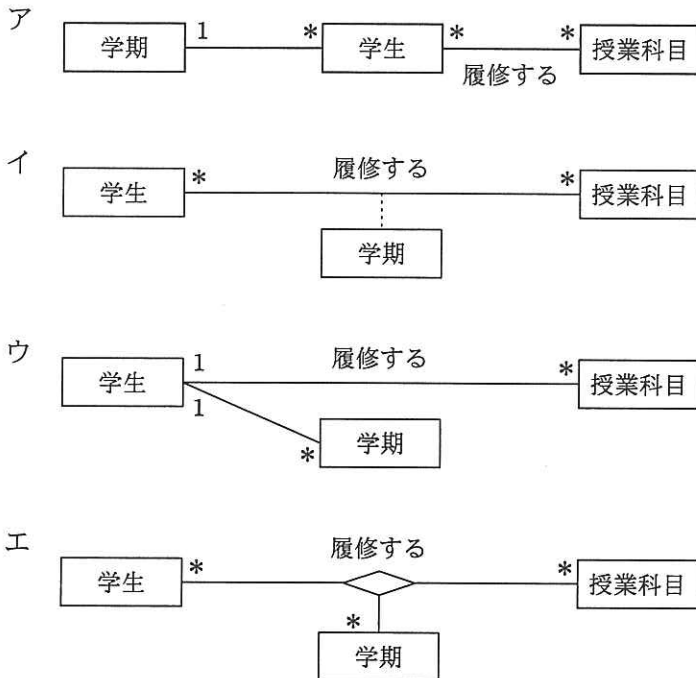 ア
学期 1 * 学生 * * 授業科目
履修する
イ
履修する
学生 * * 授業科目
学期
ウ
学生 1 履修する * 授業科目
1
* 学期
エ
履修する
学生 * * 授業科目
*
学期